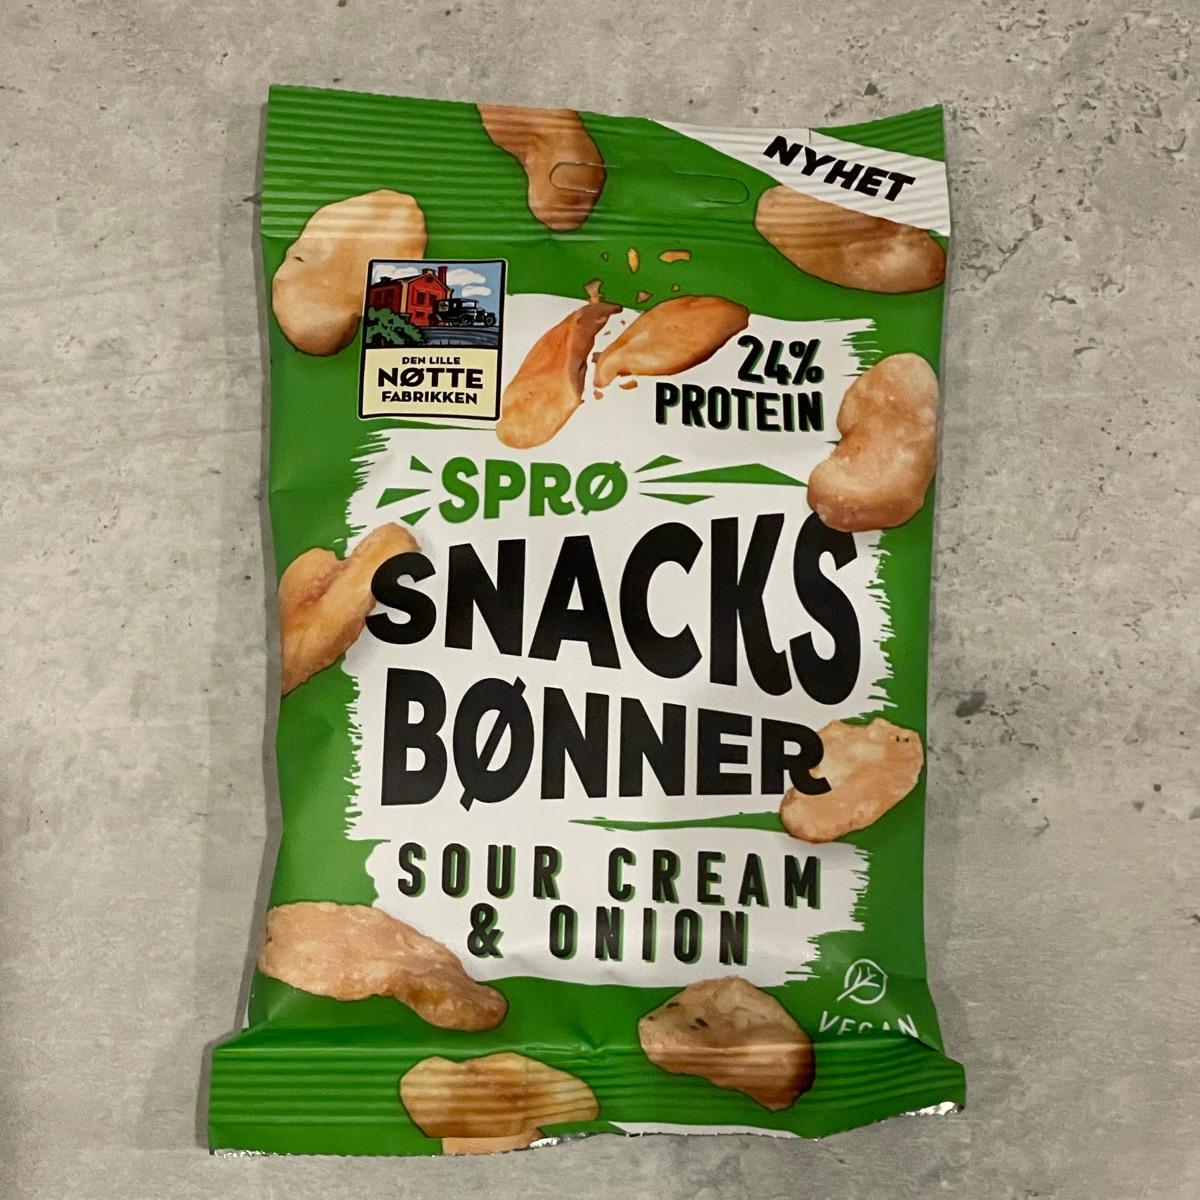 NYHET
DEN LILLE
NØTTE
FABRIKKEN
24%
PROTEIN
SPRØ
SNACKS
BØNNER
SOUR CREAM
& ONION
VEGAN